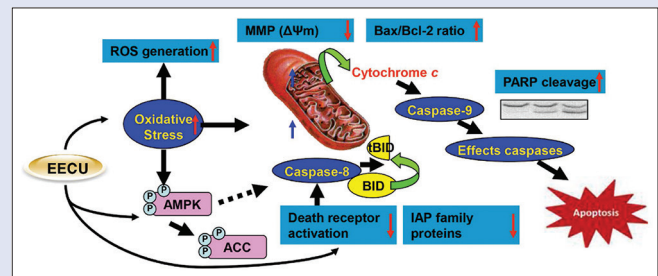 MMP (ΔΨm)
Bax/Bcl-2 ratio
ROS generation
Cytochrome c
PARP cleavage
Oxidative
Stress
Caspase-9
tBID
Effects caspases
EECU
Caspase-8
BID
P
P
P
AMPK
Death receptor
activation
IAP family
proteins
Apoptosis
P
P
P
ACC